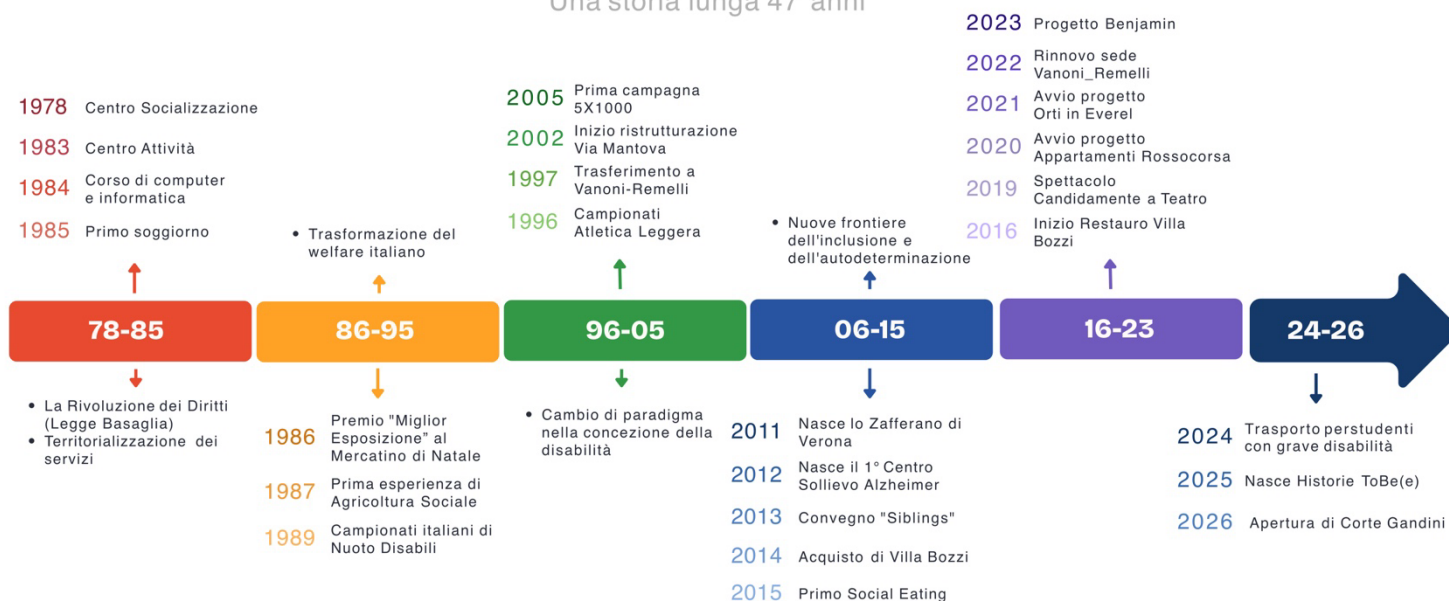 Una storia lunga 47 anni
1978 Centro Socializzazione
1983 Centro Attività
1984 Corso di computer
e informatica
1985 Primo soggiorno
• Trasformazione del
welfare italiano
2005 Prima campagna
5X1000
2002 Inizio ristrutturazione
Via Mantova
1997 Trasferimento a
Vanoni-Remelli
1996 Campionati
Atletica Leggera
• Nuove frontiere
dell'inclusione e
dell'autodeterminazione
2023 Progetto Benjamin
2022 Rinnovo sede
Vanoni_Remelli
2021 Avvio progetto
Orti in Everel
2020 Avvio progetto
Appartamenti Rossocorsa
2019 Spettacolo
Candidamente a Teatro
2016 Inizio Restauro Villa
Bozzi
78-85
86-95
96-05
06-15
16-23
24-26
• La Rivoluzione dei Diritti
(Legge Basaglia)
• Territorializzazione dei
servizi
1986 Premio "Miglior
Esposizione” al
Mercatino di Natale
1987 Prima esperienza di
Agricoltura Sociale
1989 Campionati italiani di
Nuoto Disabili
• Cambio di paradigma
nella concezione della
disabilità
2011 Nasce lo Zafferano di
Verona
2012 Nasce il 1° Centro
Sollievo Alzheimer
2013 Convegno "Siblings"
2014 Acquisto di Villa Bozzi
2015 Primo Social Eating
2024 Trasporto perstudenti
con grave disabilità
2025 Nasce Historie ToBe(e)
2026 Apertura di Corte Gandini